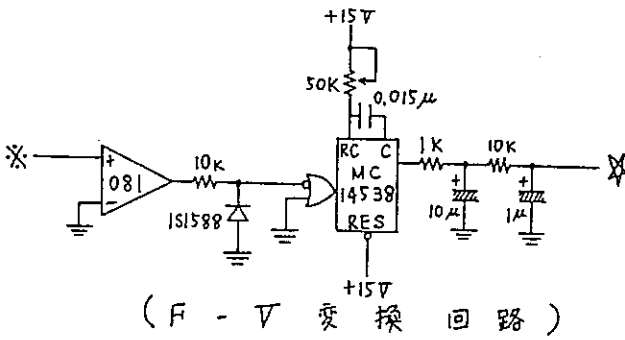 +15V
50K
0.015μ
※
+
-
081
10K
1S1588
RC C
MC
14538
RES
+15V
1K
10K
+
10μ
+
1μ
☆
(F-V変換回路)